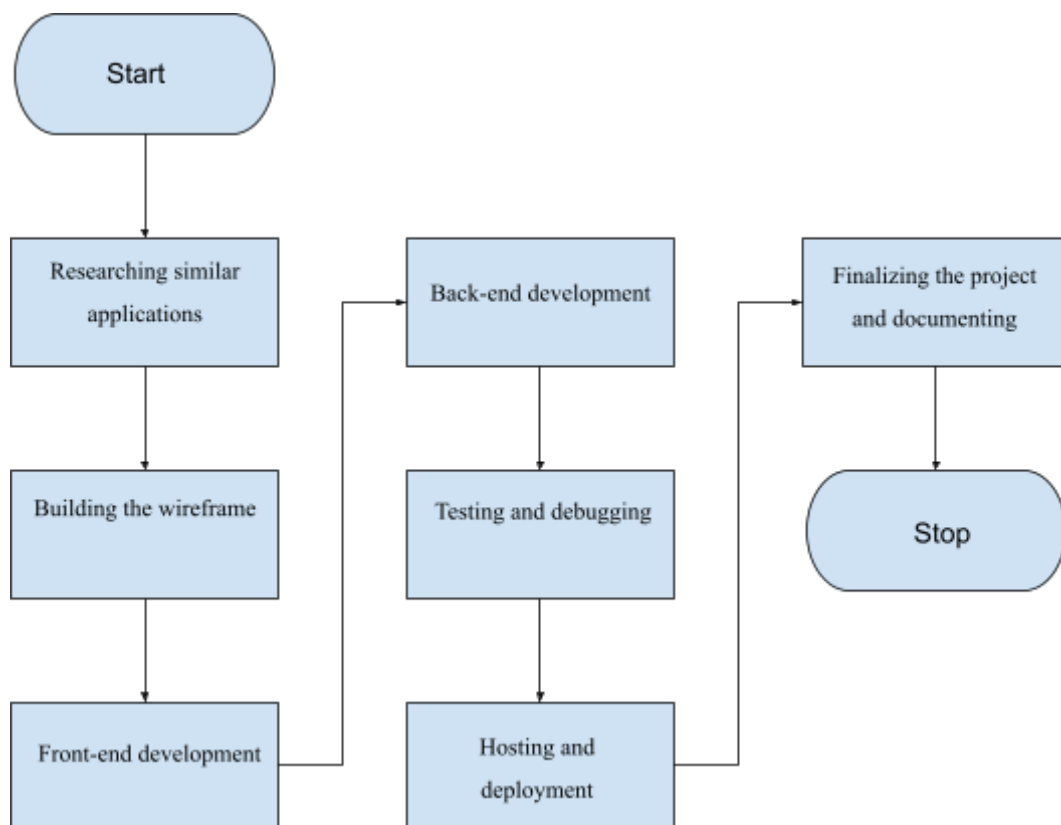 Start
Researching similar
applications
Building the wireframe
Front-end development
Back-end development
Testing and debugging
Hosting and
deployment
Finalizing the project
and documenting
Stop